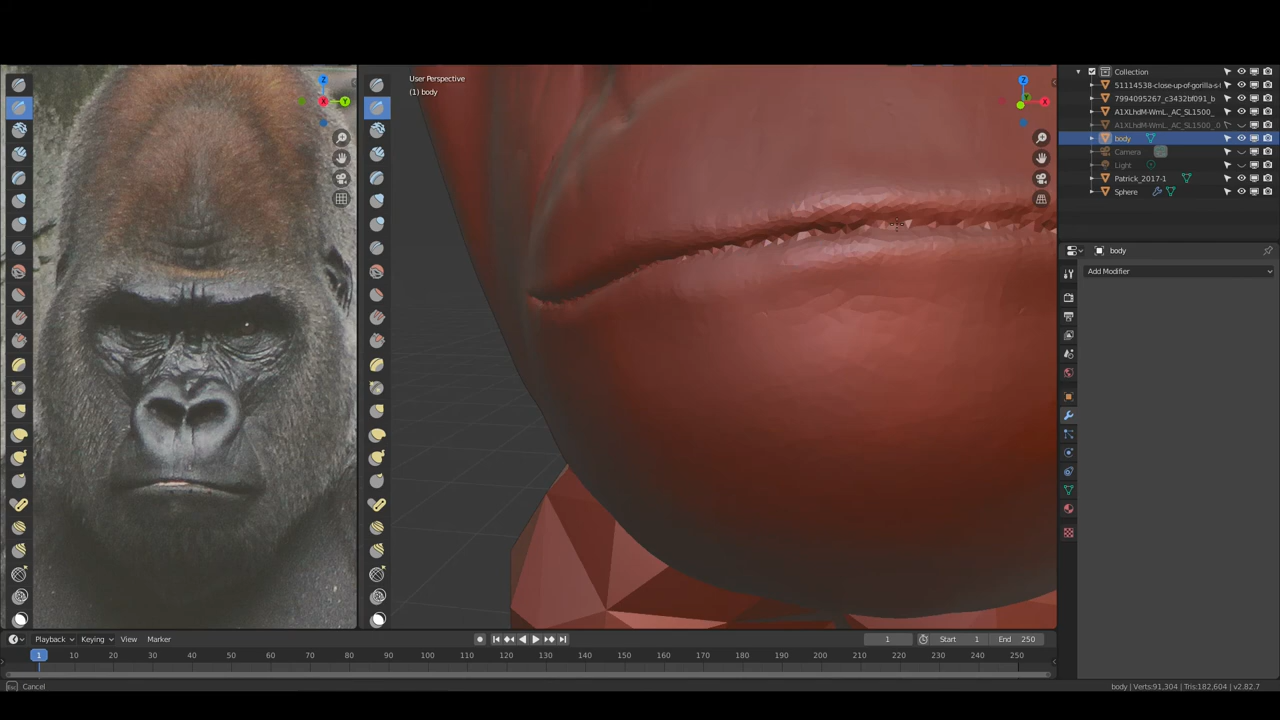 User Perspective
(1) body
Z
X
Y
Z
Y
X
Collection
51114538-close-up-of-gorilla-s-
7994095267_c3432bf091_b
A1XLhdM-WmL._AC_SL1500_
A1XLhdM-WmL._AC_SL1500_.0
body
Camera
Light
Patrick_2017-1
Sphere
body
Add Modifier
Playback
Keying
View
Marker
1
Start 1
End 250
1 10 20 30 40 50 60 70 80 90 100 110 120 130 140 150 160 170 180 190 200 210 220 230 240 250
Cancel
body | Verts:91,304 | Tris:182,604 | v2.82.7